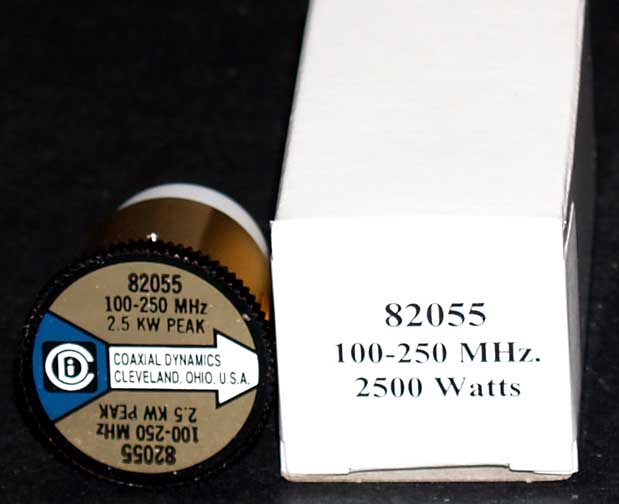 82055
100-250 MHz
2.5 KW PEAK
COAXIAL DYNAMICS
CLEVELAND, OHIO, U.S.A.
2.5 KW PEAK
100-250 MHz
82055
82055
100-250 MHz.
2500 Watts